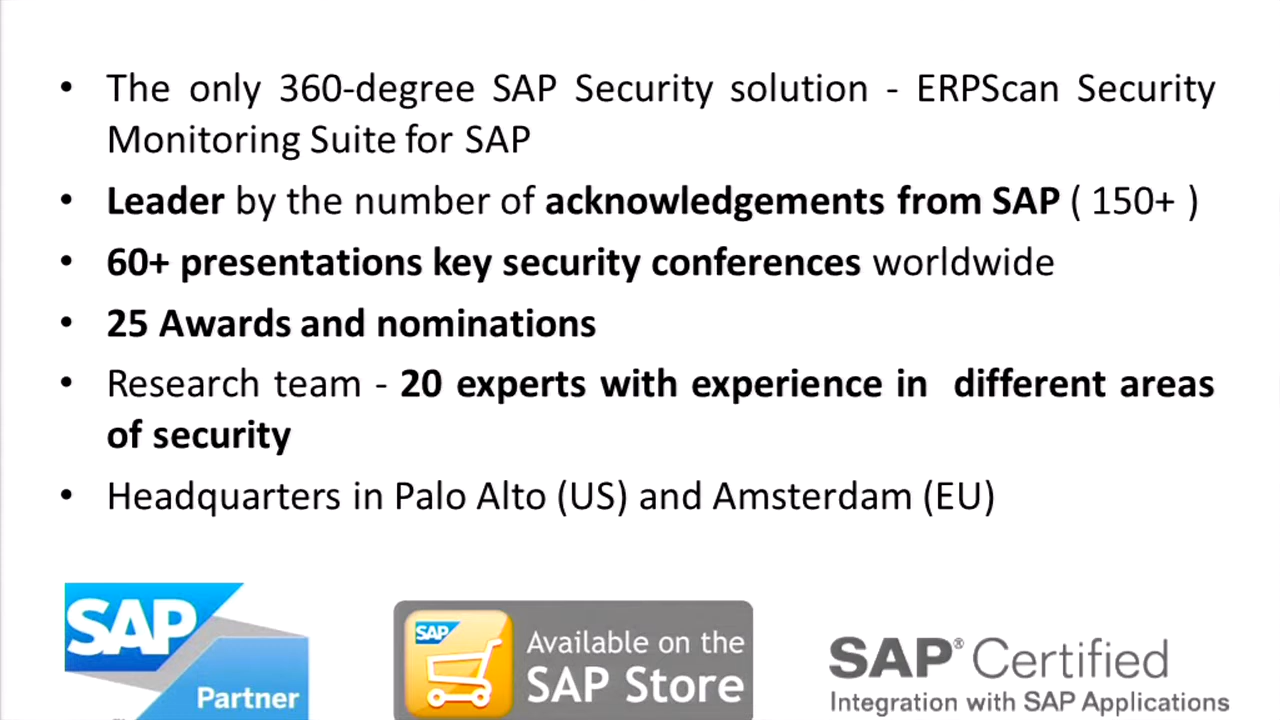 • The only 360-degree SAP Security solution - ERPScan Security
Monitoring Suite for SAP
• Leader by the number of acknowledgements from SAP ( 150+ )
• 60+ presentations key security conferences worldwide
• 25 Awards and nominations
• Research team - 20 experts with experience in  different areas
of security
• Headquarters in Palo Alto (US) and Amsterdam (EU)
SAP
Partner
SAP
Available on the
SAP Store
SAP® Certified
Integration with SAP Applications